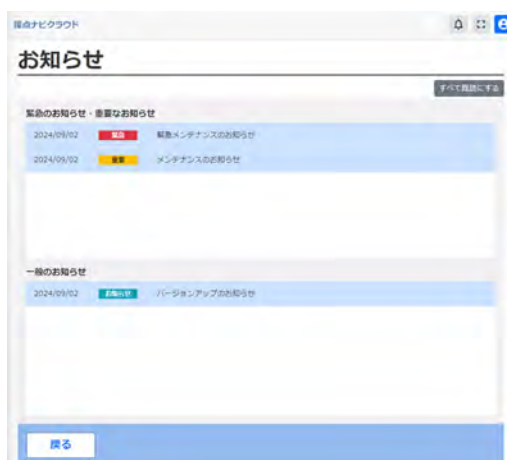 採点ナビクラウド
お知らせ
すべて既読にする
緊急のお知らせ・重要なお知らせ
2024/09/02 緊急 緊急メンテナンスのお知らせ
2024/09/02 重要 メンテナンスのお知らせ
一般のお知らせ
2024/09/02 お知らせ バージョンアップのお知らせ
戻る